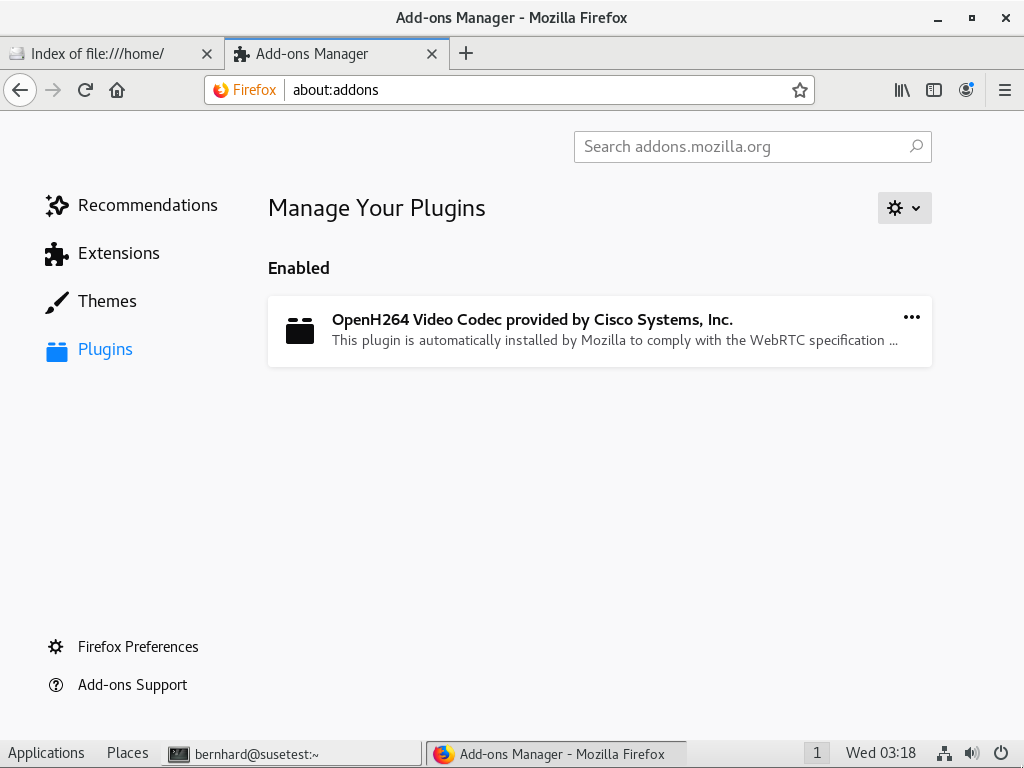 Add-ons Manager - Mozilla Firefox
Index of file:///home/
Add-ons Manager
Firefox
about:addons
Search addons.mozilla.org
Recommendations
Extensions
Themes
Plugins
Manage Your Plugins
Enabled
OpenH264 Video Codec provided by Cisco Systems, Inc.
This plugin is automatically installed by Mozilla to comply with the WebRTC specification ...
Firefox Preferences
Add-ons Support
Applications
Places
bernhard@susetest:~
Add-ons Manager - Mozilla Firefox
1
Wed 03:18